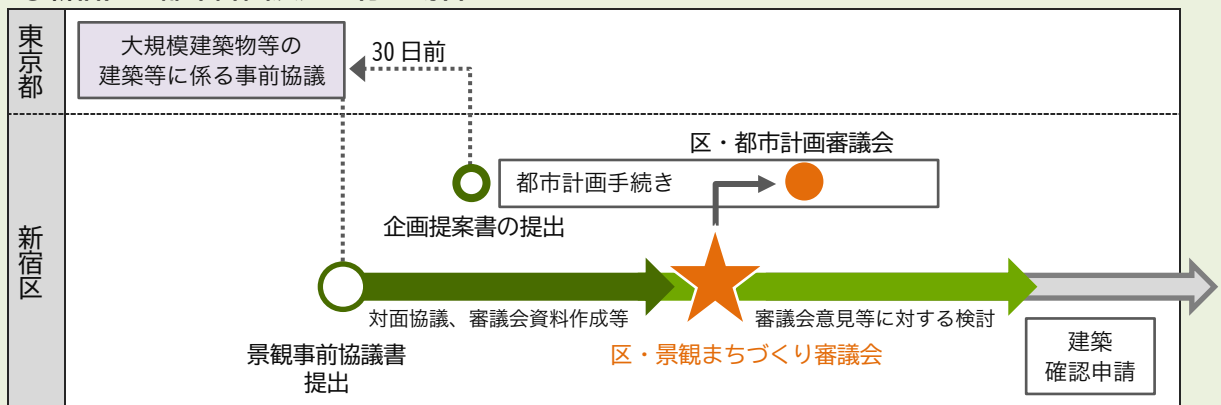 東京都
大規模建築物等の
建築等に係る事前協議
30日前
新宿区
区・都市計画審議会
都市計画手続き
企画提案書の提出
対面協議、審議会資料作成等
審議会意見等に対する検討
景観事前協議書
提出
区・景観まちづくり審議会
建築
確認申請